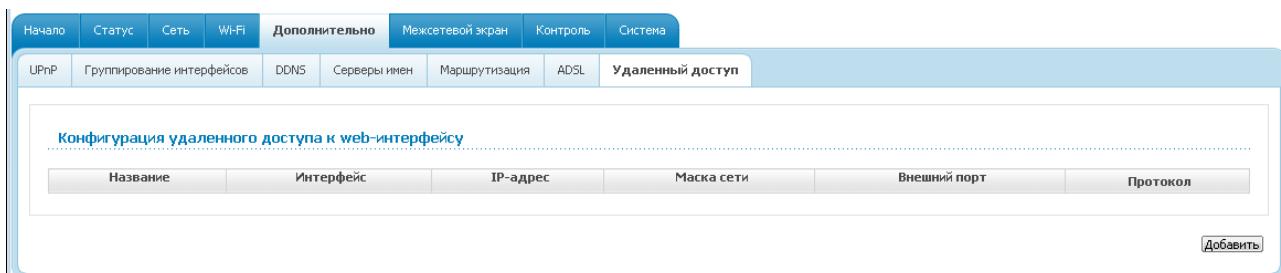 Начало Статус Сеть Wi-Fi Дополнительно Межсетевой экран Контроль Система
UPnP Группирование интерфейсов DDNS Серверы имен Маршрутизация ADSL Удаленный доступ
Конфигурация удаленного доступа к web-интерфейсу
Название Интерфейс IP-адрес Маска сети Внешний порт Протокол
Добавить